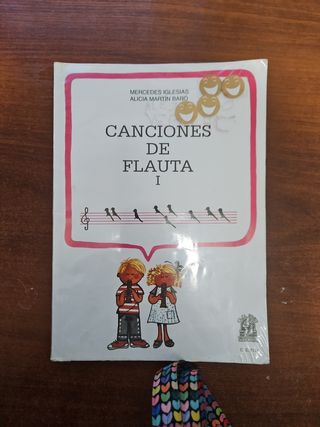 MERCEDES IGLESIAS
ALICIA MARTÍN BARÓ
CANCIONES
DE
FLAUTA
I